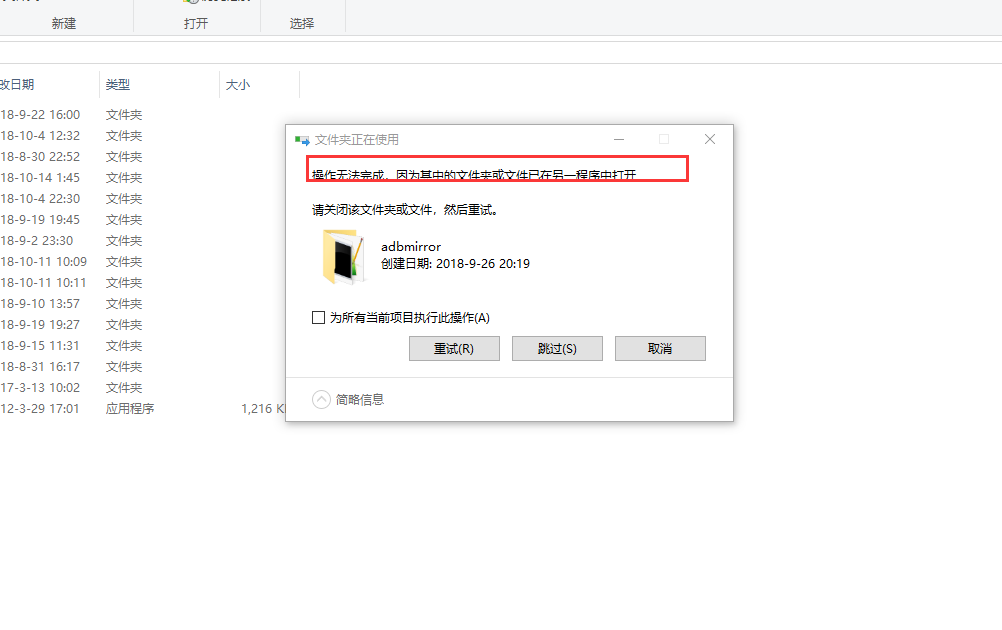 新建 打开 选择
改日期 类型 大小
18-9-22 16:00 文件夹
18-10-4 12:32 文件夹
18-8-30 22:52 文件夹
18-10-14 1:45 文件夹
18-10-4 22:30 文件夹
18-9-19 19:45 文件夹
18-9-2 23:30 文件夹
18-10-11 10:09 文件夹
18-10-11 10:11 文件夹
18-9-10 13:57 文件夹
18-9-19 19:27 文件夹
18-9-15 11:31 文件夹
18-8-31 16:17 文件夹
17-3-13 10:02 文件夹
12-3-29 17:01 应用程序 1,216 K
文件夹正在使用
操作无法完成，因为其中的文件夹或文件已在另一程序中打开
请关闭该文件夹或文件，然后重试。
adbmirror
创建日期: 2018-9-26 20:19
为所有当前项目执行此操作(A)
重试(R) 跳过(S) 取消
简略信息